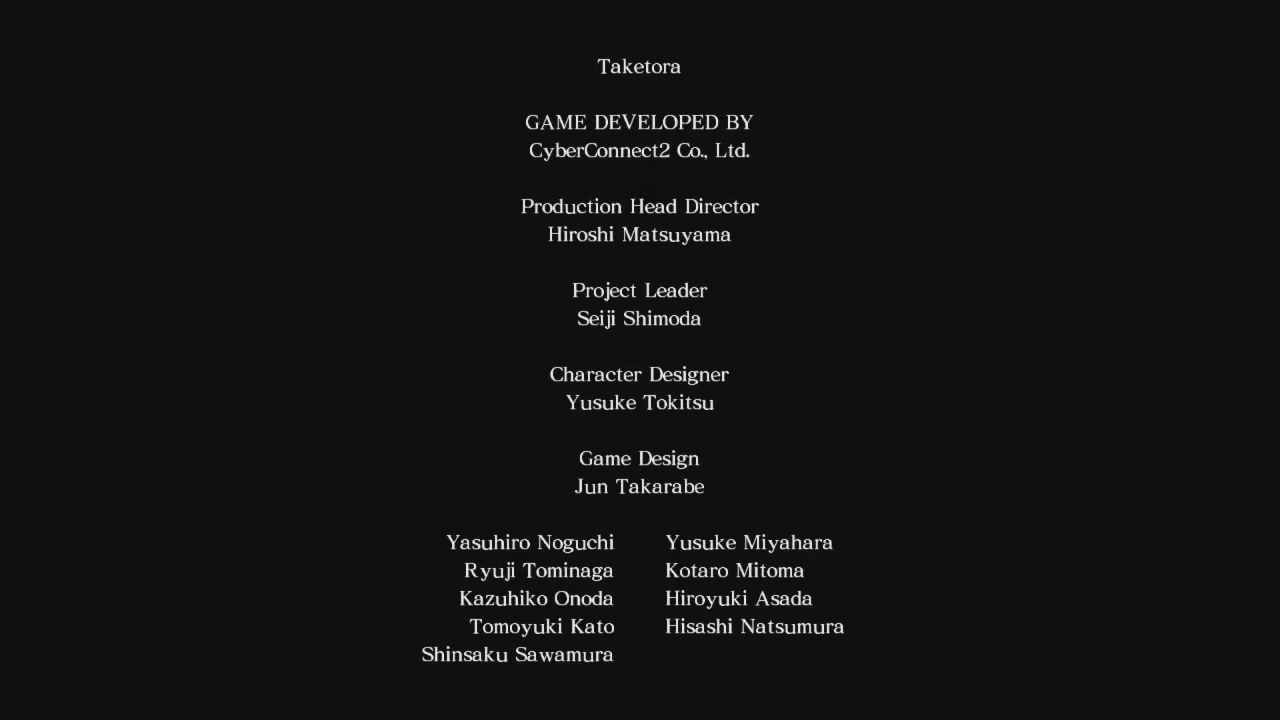 Taketora
GAME DEVELOPED BY
CyberConnect2 Co., Ltd.
Production Head Director
Hiroshi Matsuyama
Project Leader
Seiji Shimoda
Character Designer
Yusuke Tokitsu
Game Design
Jun Takarabe
Yasuhiro Noguchi Yusuke Miyahara
Ryuji Tominaga Kotaro Mitoma
Kazuhiko Onoda Hiroyuki Asada
Tomoyuki Kato Hisashi Natsumura
Shinsaku Sawamura